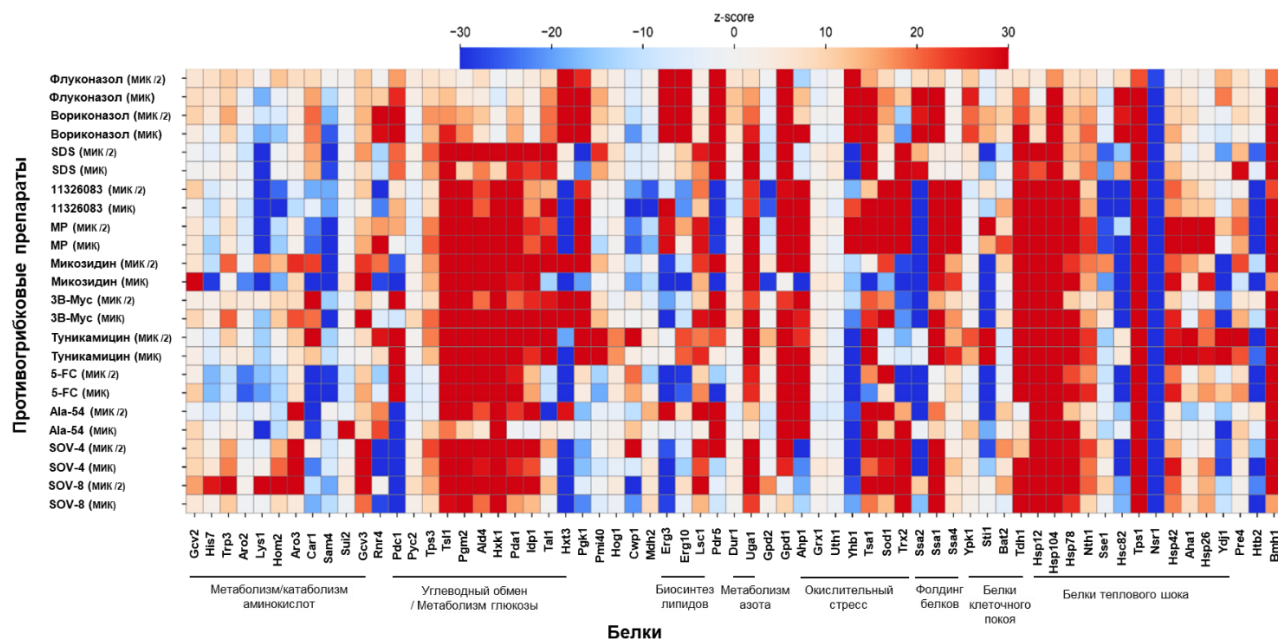 z-score
−30 −20 −10 0 10 20 30
Противогрибковые препараты
Флуконазол (МИК /2)
Флуконазол (МИК)
Вориконазол (МИК /2)
Вориконазол (МИК)
SDS (МИК /2)
SDS (МИК)
11326083 (МИК /2)
11326083 (МИК)
MP (МИК /2)
MP (МИК)
Микозидин (МИК /2)
Микозидин (МИК)
3B-Myc (МИК /2)
3B-Myc (МИК)
Туникамицин (МИК /2)
Туникамицин (МИК)
5-FC (МИК /2)
5-FC (МИК)
Ala-54 (МИК /2)
Ala-54 (МИК)
SOV-4 (МИК /2)
SOV-4 (МИК)
SOV-8 (МИК /2)
SOV-8 (МИК)
Gcv2
His7
Trp3
Aro2
Lys1
Hom2
Aro3
Car1
Sam4
Sui2
Gcv3
Rnr4
Pdc1
Pyc2
Tps3
Tsl1
Pgm2
Ald4
Hxk1
Pda1
Idp1
Tal1
Hxt3
Pgk1
Pmi40
Hog1
Cwp1
Mdh2
Erg3
Erg10
Lsc1
Pdr5
Dur1
Uga1
Gpd2
Gpd1
Ahp1
Grx1
Uth1
Yhb1
Tsa1
Sod1
Trx2
Ssa2
Ssa1
Ssa4
Ypk1
Sti1
Bat2
Tdh1
Hsp12
Hsp104
Hsp78
Nth1
Sse1
Hsc82
Tps1
Nsr1
Hsp42
Aha1
Hsp26
Ydj1
Pre4
Htb2
Bmh1
Метаболизм/катаболизм
аминокислот
Углеводный обмен
/ Метаболизм глюкозы
Биосинтез
липидов
Метаболизм
азота
Окислительный
стресс
Фолдинг
белков
Белки
клеточного
покоя
Белки теплового шока
Белки